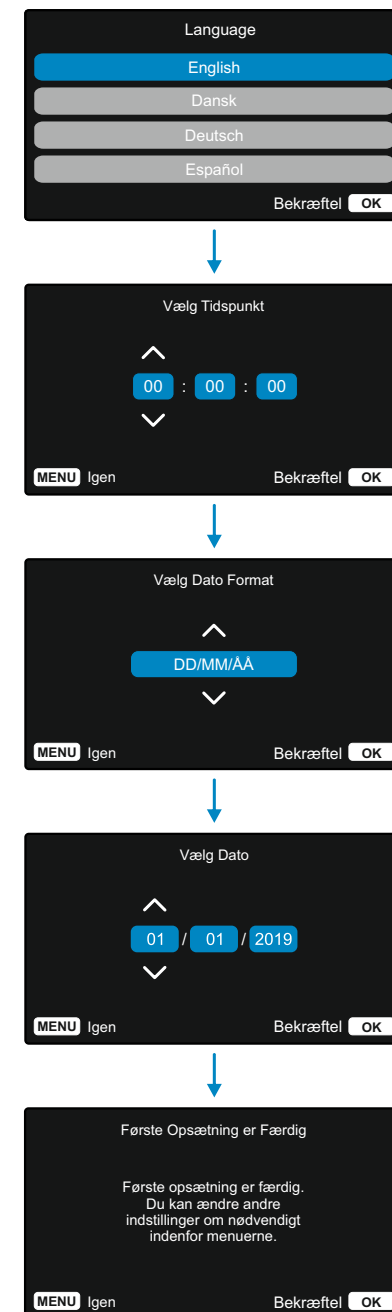 Language
English
Dansk
Deutsch
Español
Bekræftel OK
Vælg Tidspunkt
00 : 00 : 00
MENU Igen Bekræftel OK
Vælg Dato Format
DD/MM/ÅÅ
MENU Igen Bekræftel OK
Vælg Dato
01 / 01 / 2019
MENU Igen Bekræftel OK
Første Opsætning er Færdig
Første opsætning er færdig.
Du kan ændre andre
indstillinger om nødvendigt
indenfor menuerne.
MENU Igen Bekræftel OK